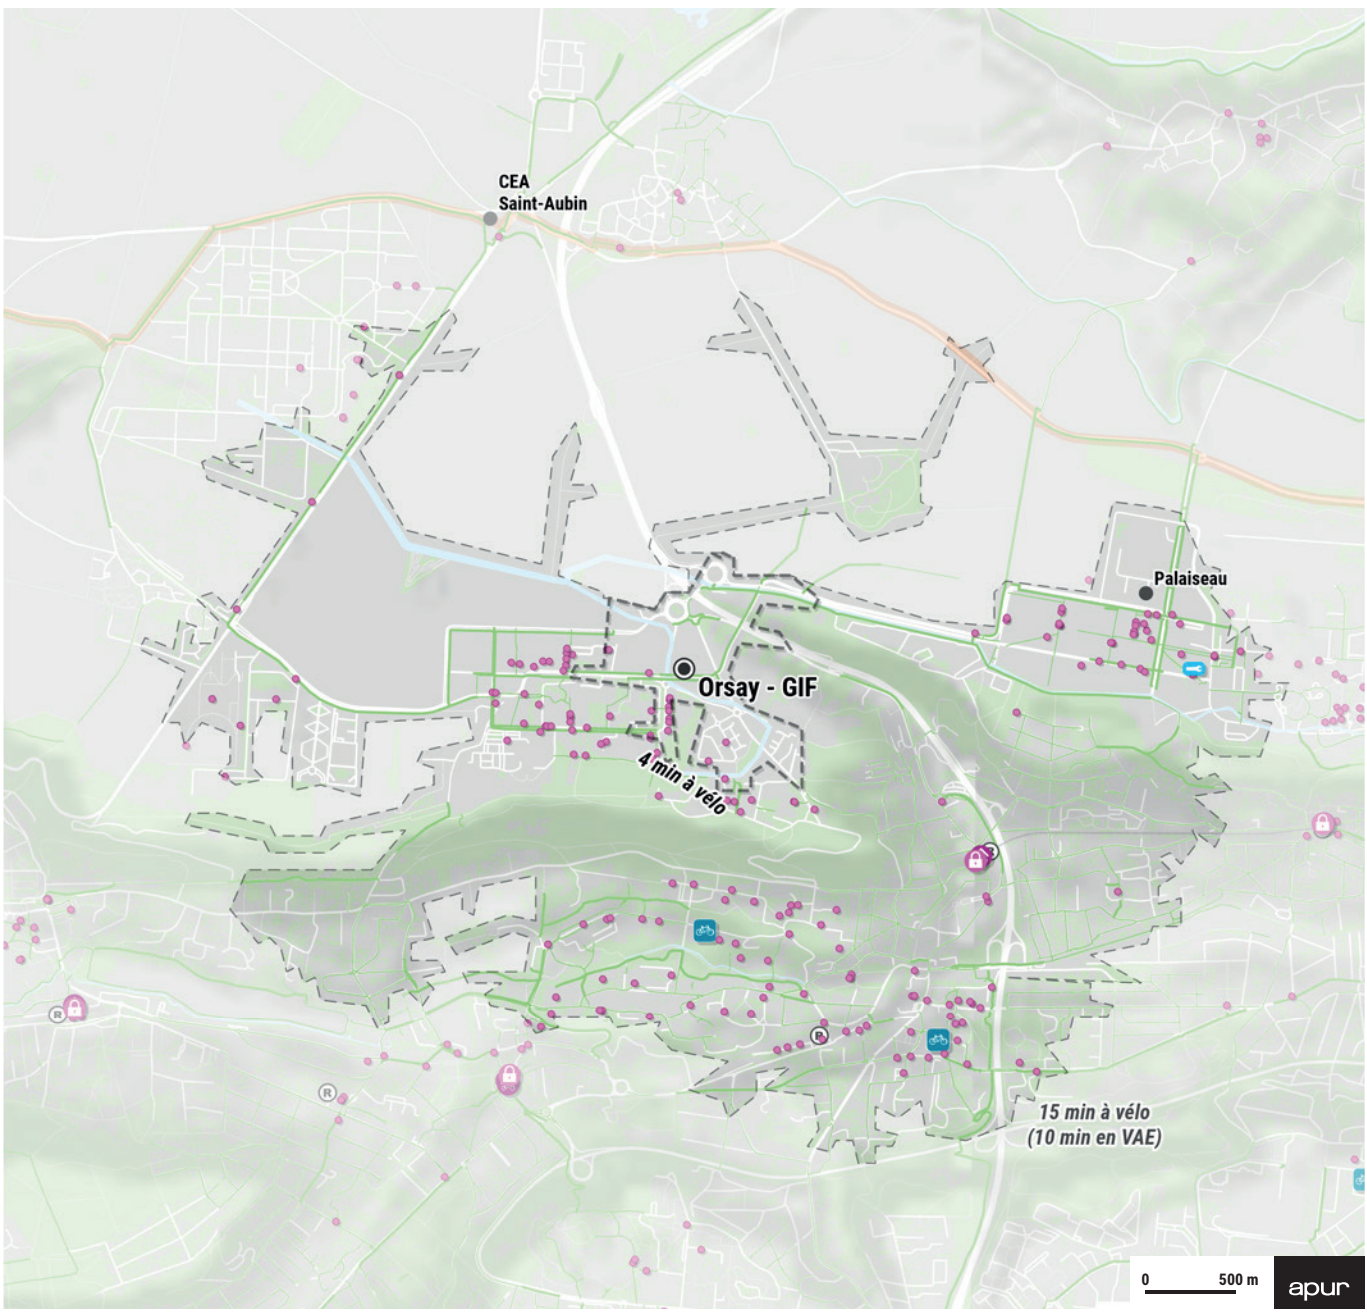 CEA
Saint-Aubin
Palaiseau
Orsay - GIF
4 min à vélo
R
R
R
R
15 min à vélo
(10 min en VAE)
0 500 m
apur